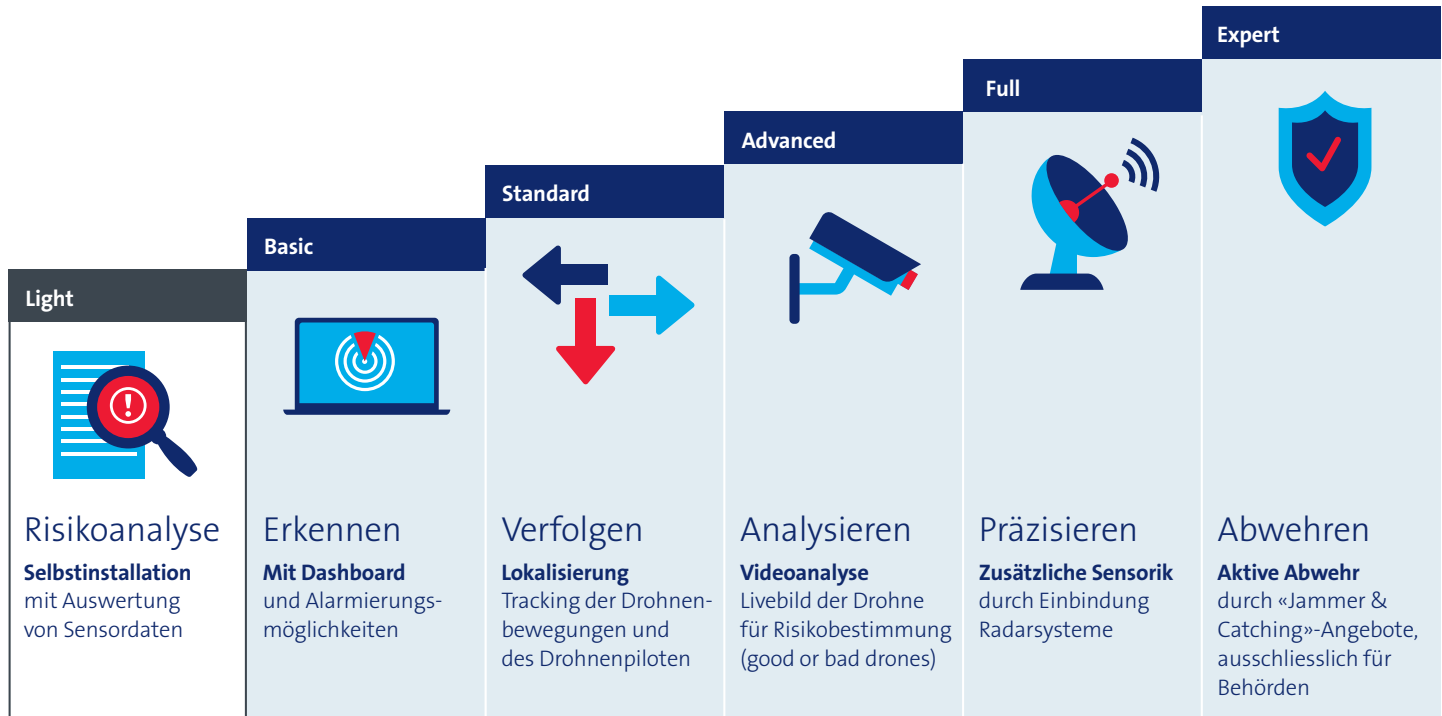 Light
Risikoanalyse
Selbstinstallation
mit Auswertung
von Sensordaten
Basic
Erkennen
Mit Dashboard
und Alarmierungs-
möglichkeiten
Standard
Verfolgen
Lokalisierung
Tracking der Drohnen-
bewegungen und
des Drohnenpiloten
Advanced
Analysieren
Videoanalyse
Livebild der Drohne
für Risikobestimmung
(good or bad drones)
Full
Präzisieren
Zusätzliche Sensorik
durch Einbindung
Radarsysteme
Expert
Abwehren
Aktive Abwehr
durch «Jammer &
Catching»-Angebote,
ausschliesslich für
Behörden